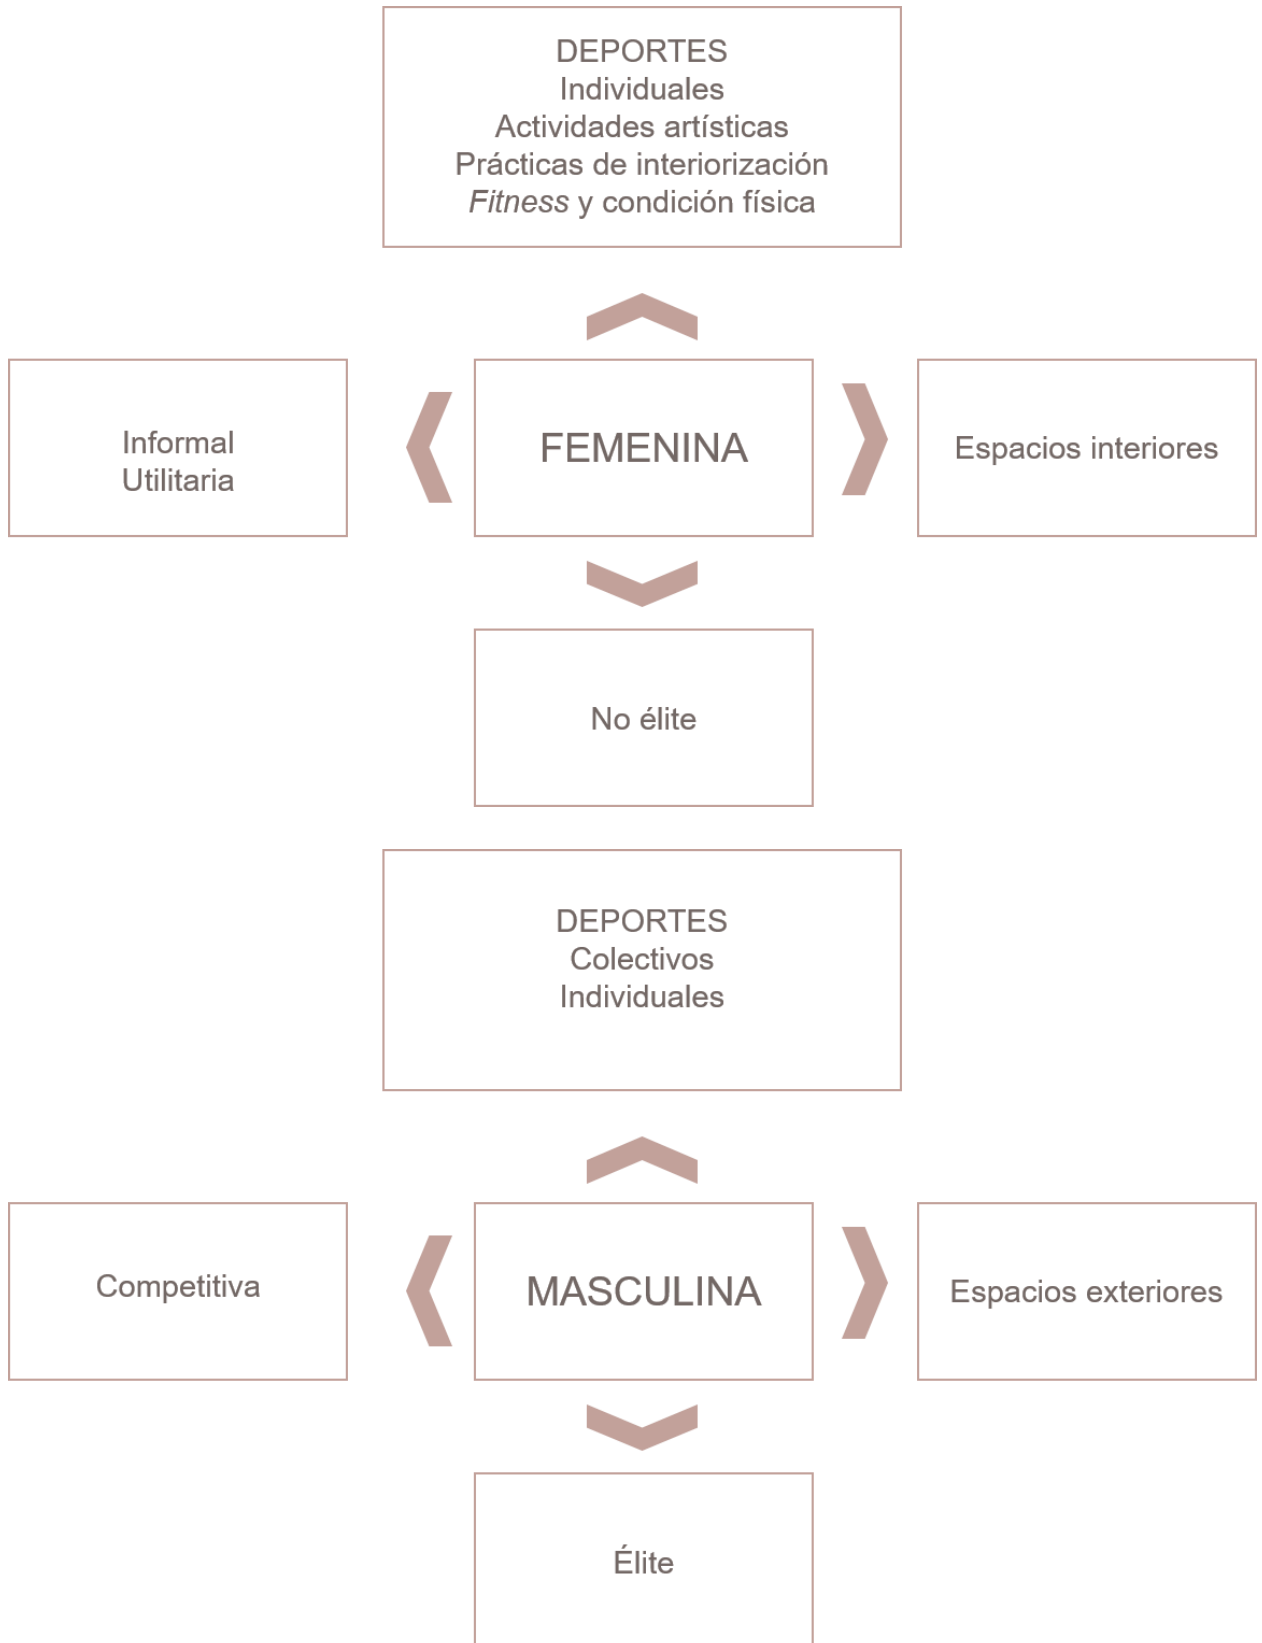 DEPORTES
Individuales
Actividades artísticas
Prácticas de interiorización
Fitness y condición física
Informal
Utilitaria
FEMENINA
Espacios interiores
No élite
DEPORTES
Colectivos
Individuales
Competitiva
MASCULINA
Espacios exteriores
Élite